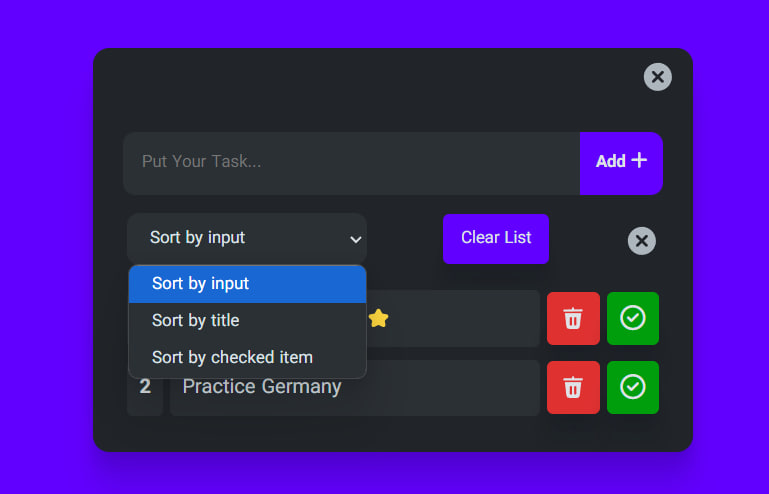 Put Your Task...
Add
Sort by input
Clear List
Sort by input
Sort by title
Sort by checked item
2
Practice Germany